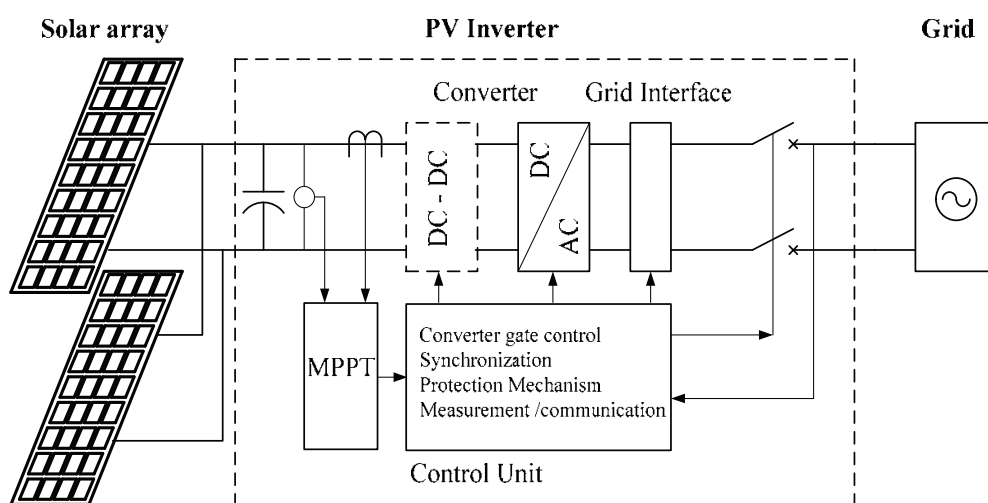 Solar array
PV Inverter
Grid
Converter
Grid Interface
DC - DC
DC
AC
MPPT
Converter gate control
Synchronization
Protection Mechanism
Measurement /communication
Control Unit